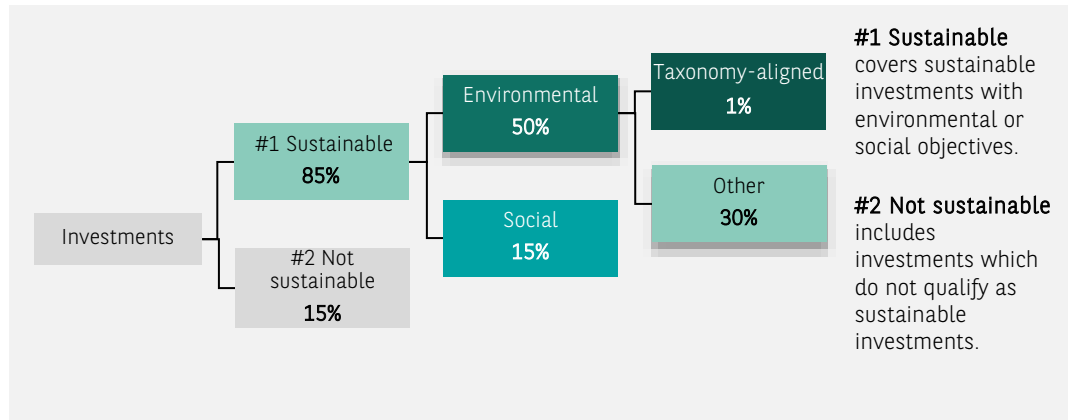 Investments
#1 Sustainable
85%
#2 Not
sustainable
15%
Environmental
50%
Social
15%
Taxonomy-aligned
1%
Other
30%
#1 Sustainable
covers sustainable
investments with
environmental or
social objectives.
#2 Not sustainable
includes
investments which
do not qualify as
sustainable
investments.